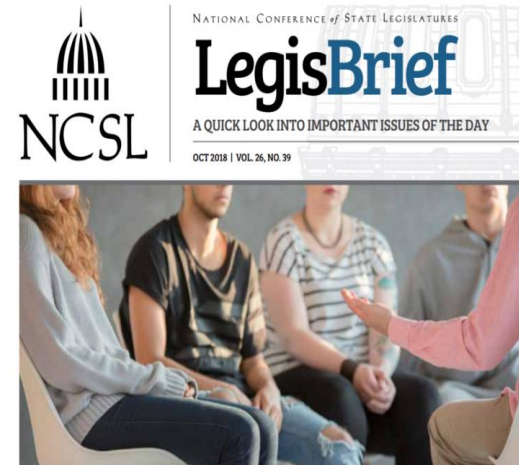 NATIONAL CONFERENCE of STATE LEGISLATURES
LegisBrief
A QUICK LOOK INTO IMPORTANT ISSUES OF THE DAY
OCT 2018 | VOL. 26, NO. 39
NCSL